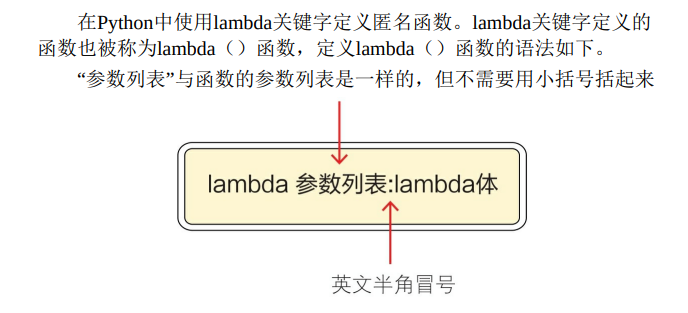 在Python中使用lambda关键字定义匿名函数。lambda关键字定义的
函数也被称为lambda（）函数，定义lambda（）函数的语法如下。
“参数列表”与函数的参数列表是一样的，但不需要用小括号括起来
lambda 参数列表:lambda体
英文半角冒号